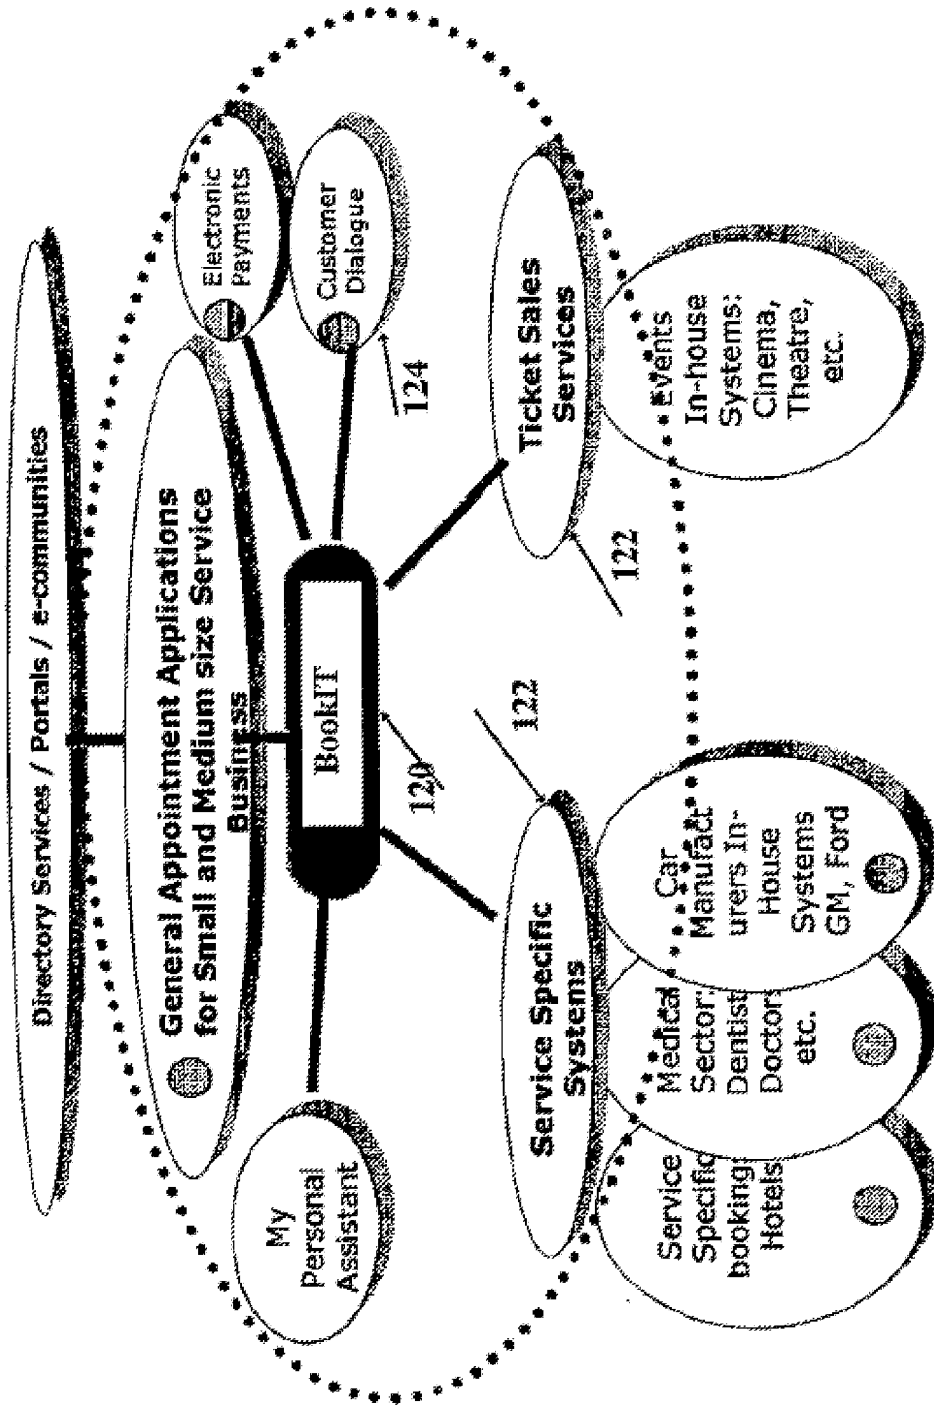 Directory Services / Portals / e-communities
General Appointment Applications
for Small and Medium size Service
Business
Electronic
Payments
Customer
Dialogue
124
My
Personal
Assistant
BookIT
120
122
Service Specific
Systems
Ticket Sales
Services
122
Service
Specific
booking
Hotels
Medical
Sector:
Dentist
Doctor
etc.
Car
Manufact
urers In-
House
Systems
GM, Ford
Events
In-house
Systems:
Cinema,
Theatre,
etc.